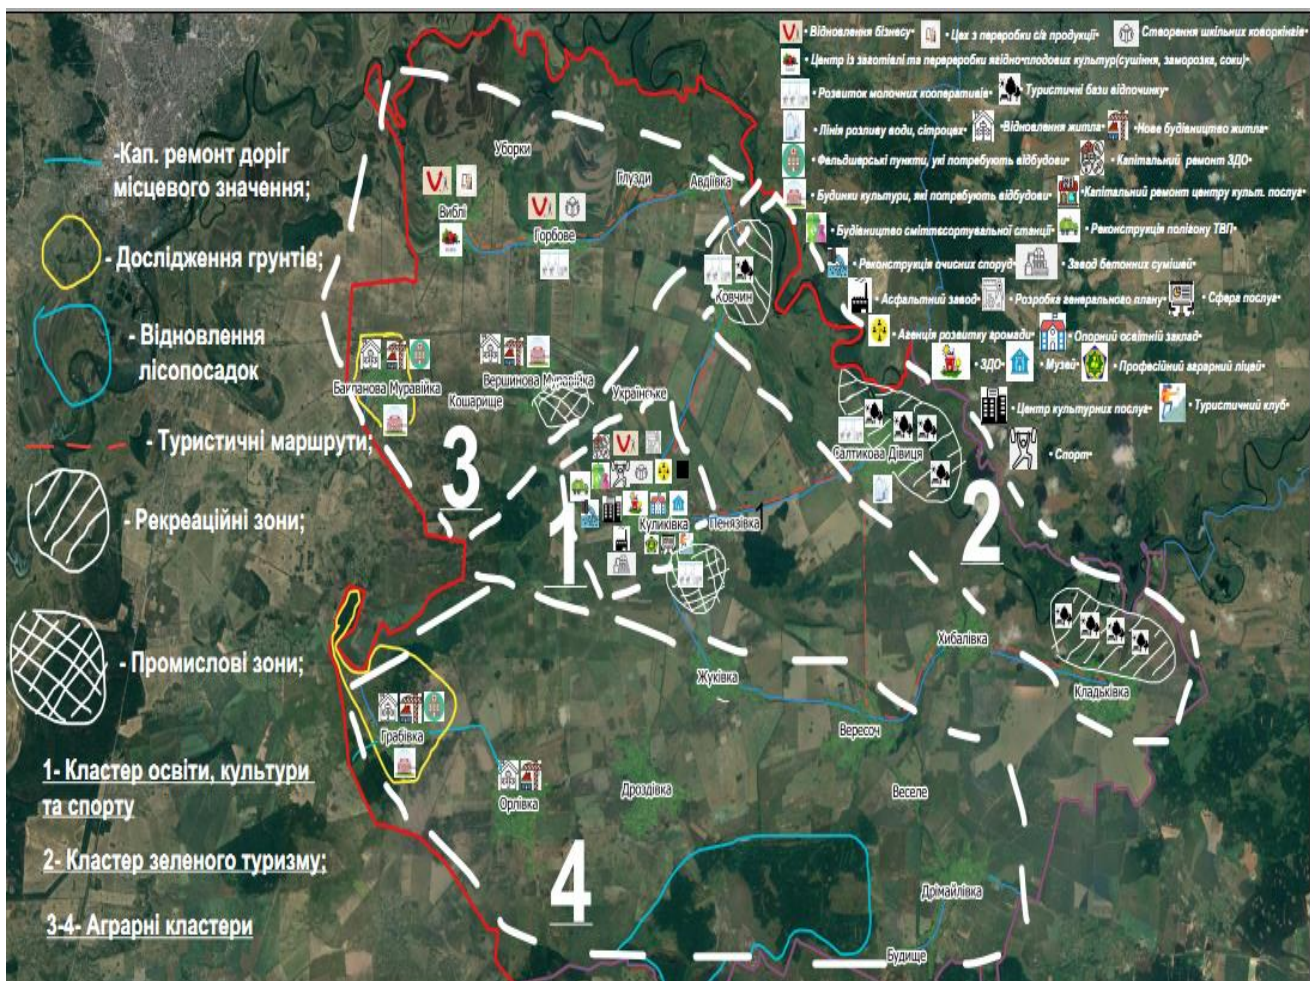 • Відновлення бізнесу• • Цех з переробки с/г продукції• Створення шкільних коворкінгів•
• Центр із заготівлі та перереробки ягідно-плодових культур(сушіння, заморозка, соки)•
• Розвиток молочних кооперативів• • Туристичні бази відпочинку•
• Лінія розливу води, сітроцех• • Відновлення житла• • Нове будівництво житла•
• Фельдшерські пункти, які потребують відбудови• • Капітальний ремонт ЗДО•
• Будинки культури, які потребують відбудови• • Капітальний ремонт центру культ. послуг•
• Будівництво сміттєсортувальної станції• • Реконструкція полігону ТВП•
• Реконструкція очисних споруд• • Завод бетонних сумішей•
• Асфальтний завод• • Розробка генерального плану• • Сфера послуг•
• Агенція розвитку громади• • Опорний освітній заклад•
• ЗДО• • Музей• • Професійний аграрний ліцей•
• Центр культурних послуг• • Туристичний клуб•
• Спорт•
-Кап. ремонт доріг
місцевого значення;
- Дослідження грунтів;
- Відновлення
лісопосадок
- Туристичні маршрути;
- Рекреаційні зони;
- Промислові зони;
1- Кластер освіти, культури
та спорту
2- Кластер зеленого туризму;
3-4- Аграрні кластери
Уборки
Глузди
Авдіївка
Виблі
Горбове
Ковчин
Бакланова Муравійка
Вершинова Муравійка
Кошарище
Українське
3
Салтикова Дівиця
Куликівка
Пенязівка
1
1
2
Хибалівка
Жуківка
Кладьківка
Вересоч
Грабівка
Орлівка
Дроздівка
Веселе
4
Дрімайлівка
Будище